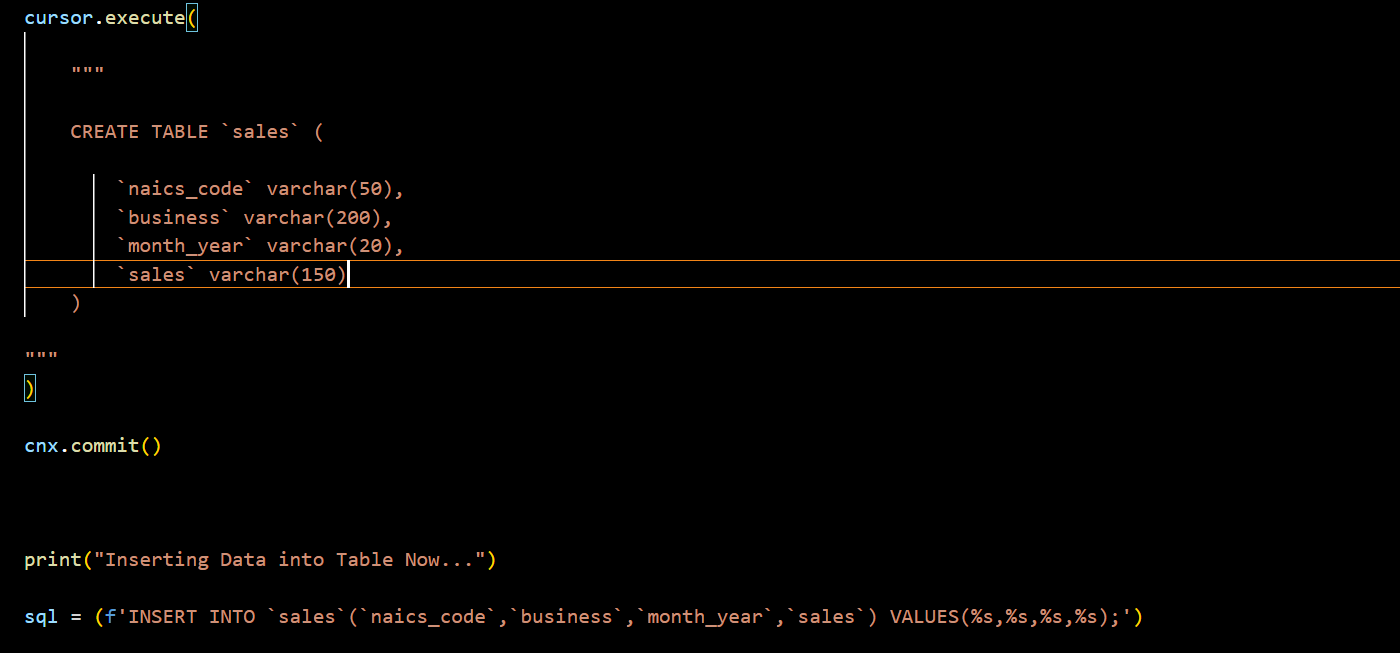 cursor.execute(
"""
CREATE TABLE `sales` (
`naics_code` varchar(50),
`business` varchar(200),
`month_year` varchar(20),
`sales` varchar(150)
)
"""
)
cnx.commit()
print("Inserting Data into Table Now...")
sql = (f'INSERT INTO `sales`(`naics_code`,`business`,`month_year`,`sales`) VALUES(%s,%s,%s,%s);')